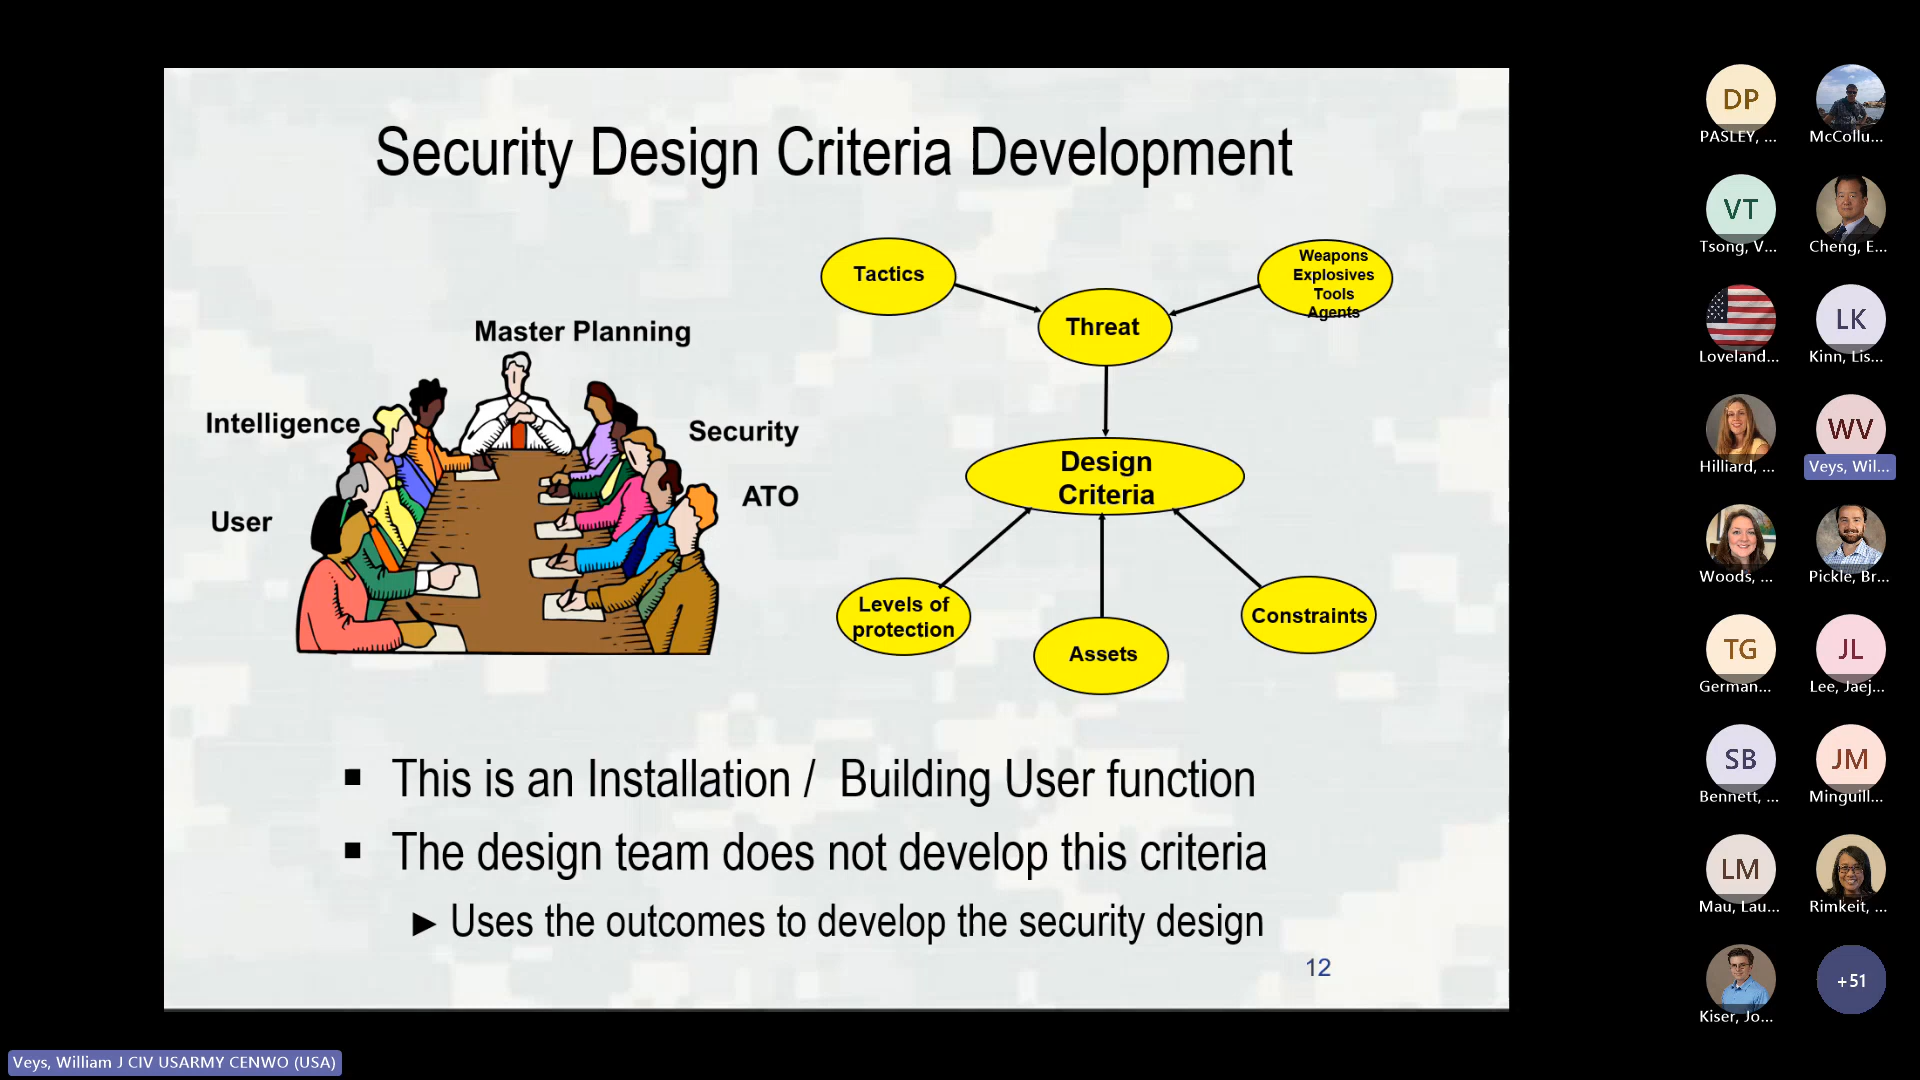 Security Design Criteria Development
Tactics
Weapons
Explosives
Tools
Agents
Threat
Master Planning
Intelligence
Security
ATO
User
Design
Criteria
Levels of
protection
Assets
Constraints
▪ This is an Installation / Building User function
▪ The design team does not develop this criteria
► Uses the outcomes to develop the security design
12
DP
PASLEY, ...
McCollu...
VT
Tsong, V...
Cheng, E...
Loveland...
LK
Kinn, Lis...
Hilliard, ...
WV
Veys, Wil...
Woods, ...
Pickle, Br...
TG
German...
JL
Lee, Jaej...
SB
Bennett, ...
JM
Minguill...
LM
Mau, Lau...
Rimkeit, ...
Kiser, Jo...
+51
Veys, William J CIV USARMY CENWO (USA)